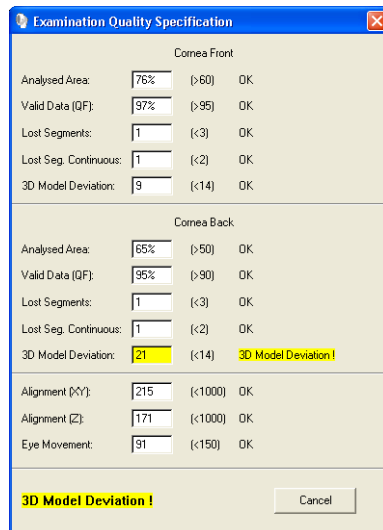 Examination Quality Specification
Cornea Front
Analysed Area: 76% (>60) OK
Valid Data (QF): 97% (>95) OK
Lost Segments: 1 (<3) OK
Lost Seg. Continuous: 1 (<2) OK
3D Model Deviation: 9 (<14) OK
Cornea Back
Analysed Area: 65% (>50) OK
Valid Data (QF): 95% (>90) OK
Lost Segments: 1 (<3) OK
Lost Seg. Continuous: 1 (<2) OK
3D Model Deviation: 21 (<14) 3D Model Deviation !
Alignment (XY): 215 (<1000) OK
Alignment (Z): 171 (<1000) OK
Eye Movement: 91 (<150) OK
3D Model Deviation ! Cancel